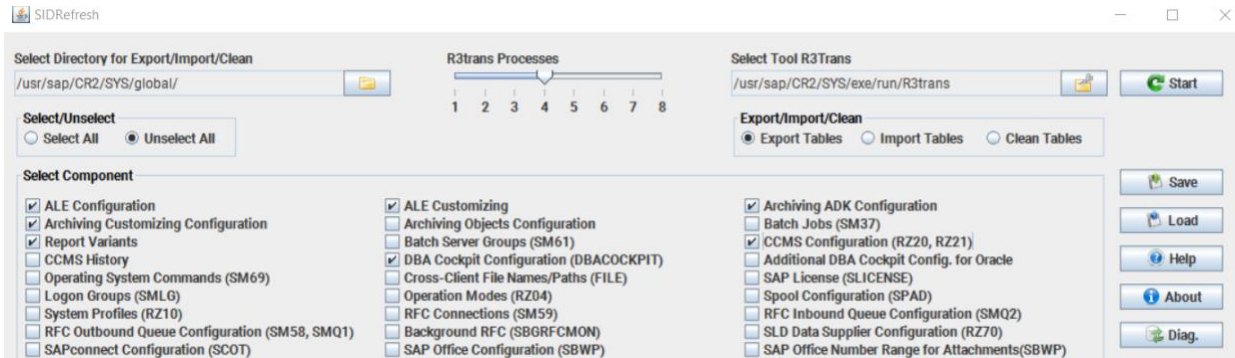 SIDRefresh
Select Directory for Export/Import/Clean
R3trans Processes
Select Tool R3Trans
/usr/sap/CR2/SYS/global/
/usr/sap/CR2/SYS/exe/run/R3trans
Start
1 2 3 4 5 6 7 8
Select/Unselect
Select All Unselect All
Export/Import/Clean
Export Tables Import Tables Clean Tables
Select Component
ALE Configuration
Archiving Customizing Configuration
Report Variants
CCMS History
Operating System Commands (SM69)
Logon Groups (SMLG)
System Profiles (RZ10)
RFC Outbound Queue Configuration (SM58, SMQ1)
SAPconnect Configuration (SCOT)
ALE Customizing
Archiving Objects Configuration
Batch Server Groups (SM61)
DBA Cockpit Configuration (DBACOCKPIT)
Cross-Client File Names/Paths (FILE)
Operation Modes (RZ04)
RFC Connections (SM59)
Background RFC (SBGRFCMON)
SAP Office Configuration (SBWP)
Archiving ADK Configuration
Batch Jobs (SM37)
CCMS Configuration (RZ20, RZ21)
Additional DBA Cockpit Config. for Oracle
SAP License (SLICENSE)
Spool Configuration (SPAD)
RFC Inbound Queue Configuration (SMQ2)
SLD Data Supplier Configuration (RZ70)
SAP Office Number Range for Attachments(SBWP)
Save
Load
Help
About
Diag.